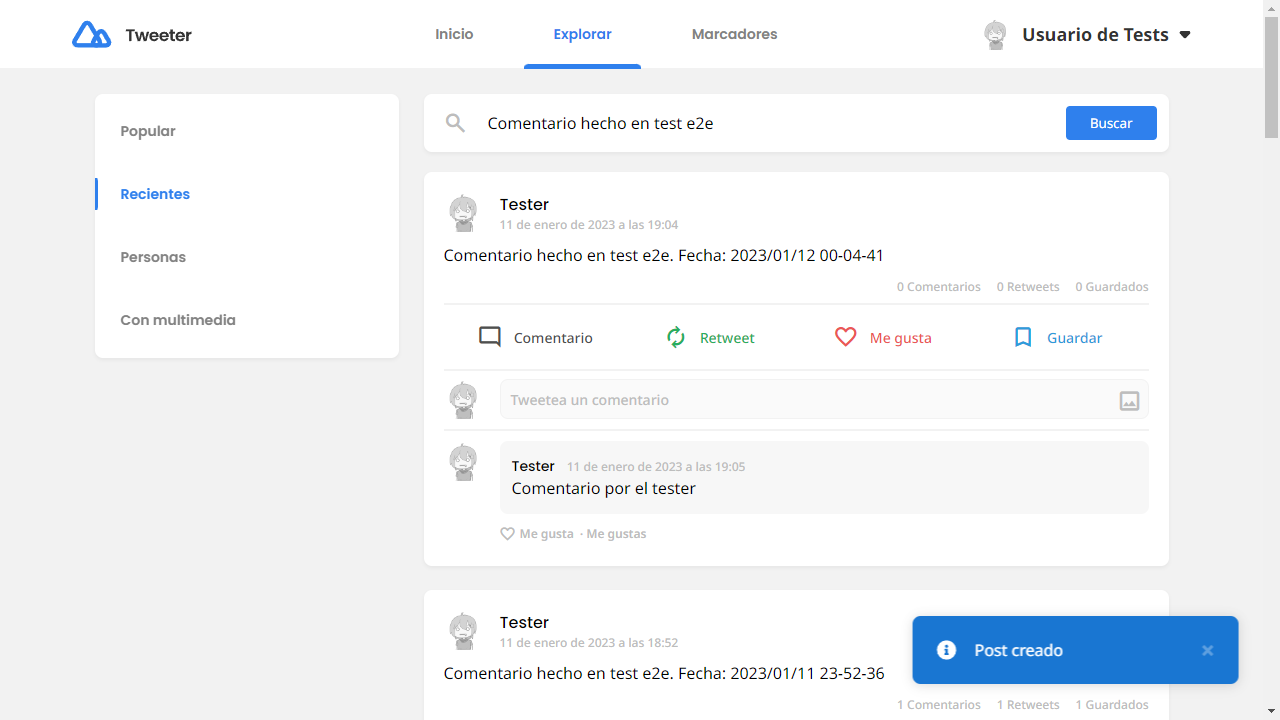 Tweeter
Inicio
Explorar
Marcadores
Usuario de Tests
Popular
Recientes
Personas
Con multimedia
Comentario hecho en test e2e
Buscar
Tester
11 de enero de 2023 a las 19:04
Comentario hecho en test e2e. Fecha: 2023/01/12 00-04-41
0 Comentarios 0 Retweets 0 Guardados
Comentario Retweet Me gusta Guardar
Tweetea un comentario
Tester 11 de enero de 2023 a las 19:05
Comentario por el tester
Me gusta · Me gustas
Tester
11 de enero de 2023 a las 18:52
Comentario hecho en test e2e. Fecha: 2023/01/11 23-52-36
1 Comentarios 1 Retweets 1 Guardados
Post creado